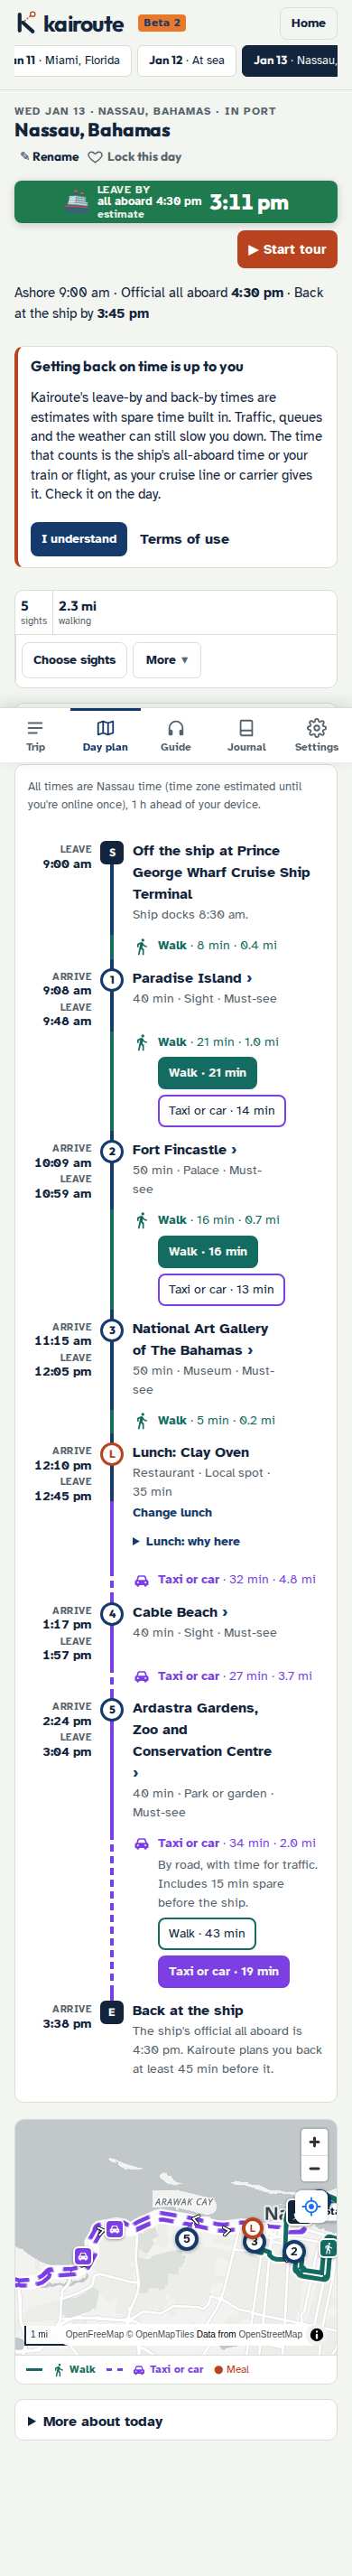 kairoute Beta 2 Home
an 11 · Miami, Florida Jan 12 · At sea Jan 13 · Nassau,
WED JAN 13 · NASSAU, BAHAMAS · IN PORT
Nassau, Bahamas
✎ Rename Lock this day
LEAVE BY
all aboard 4:30 pm
estimate
3:11 pm
▶ Start tour
Ashore 9:00 am · Official all aboard 4:30 pm · Back
at the ship by 3:45 pm
Getting back on time is up to you
Kairoute's leave-by and back-by times are
estimates with spare time built in. Traffic, queues
and the weather can still slow you down. The time
that counts is the ship's all-aboard time or your
train or flight, as your cruise line or carrier gives
it. Check it on the day.
I understand Terms of use
5 2.3 mi
sights walking
Choose sights More ▼
Trip Day plan Guide Journal Settings
All times are Nassau time (time zone estimated until
you're online once), 1 h ahead of your device.
LEAVE
9:00 am
S
Off the ship at Prince
George Wharf Cruise Ship
Terminal
Ship docks 8:30 am.
Walk · 8 min · 0.4 mi
ARRIVE
9:08 am
LEAVE
9:48 am
1
Paradise Island ›
40 min · Sight · Must-see
Walk · 21 min · 1.0 mi
Walk · 21 min
Taxi or car · 14 min
ARRIVE
10:09 am
LEAVE
10:59 am
2
Fort Fincastle ›
50 min · Palace · Must-
see
Walk · 16 min · 0.7 mi
Walk · 16 min
Taxi or car · 13 min
ARRIVE
11:15 am
LEAVE
12:05 pm
3
National Art Gallery
of The Bahamas ›
50 min · Museum · Must-
see
Walk · 5 min · 0.2 mi
ARRIVE
12:10 pm
LEAVE
12:45 pm
L
Lunch: Clay Oven
Restaurant · Local spot ·
35 min
Change lunch
▶ Lunch: why here
Taxi or car · 32 min · 4.8 mi
ARRIVE
1:17 pm
LEAVE
1:57 pm
4
Cable Beach ›
40 min · Sight · Must-see
Taxi or car · 27 min · 3.7 mi
ARRIVE
2:24 pm
LEAVE
3:04 pm
5
Ardastra Gardens,
Zoo and
Conservation Centre
›
40 min · Park or garden ·
Must-see
Taxi or car · 34 min · 2.0 mi
By road, with time for traffic.
Includes 15 min spare
before the ship.
Walk · 43 min
Taxi or car · 19 min
ARRIVE
3:38 pm
E
Back at the ship
The ship's official all aboard is
4:30 pm. Kairoute plans you back
at least 45 min before it.
+
−
ARAWAK CAY
5 L 3 2
1 mi OpenFreeMap © OpenMapTiles Data from OpenStreetMap
Walk Taxi or car Meal
▶ More about today